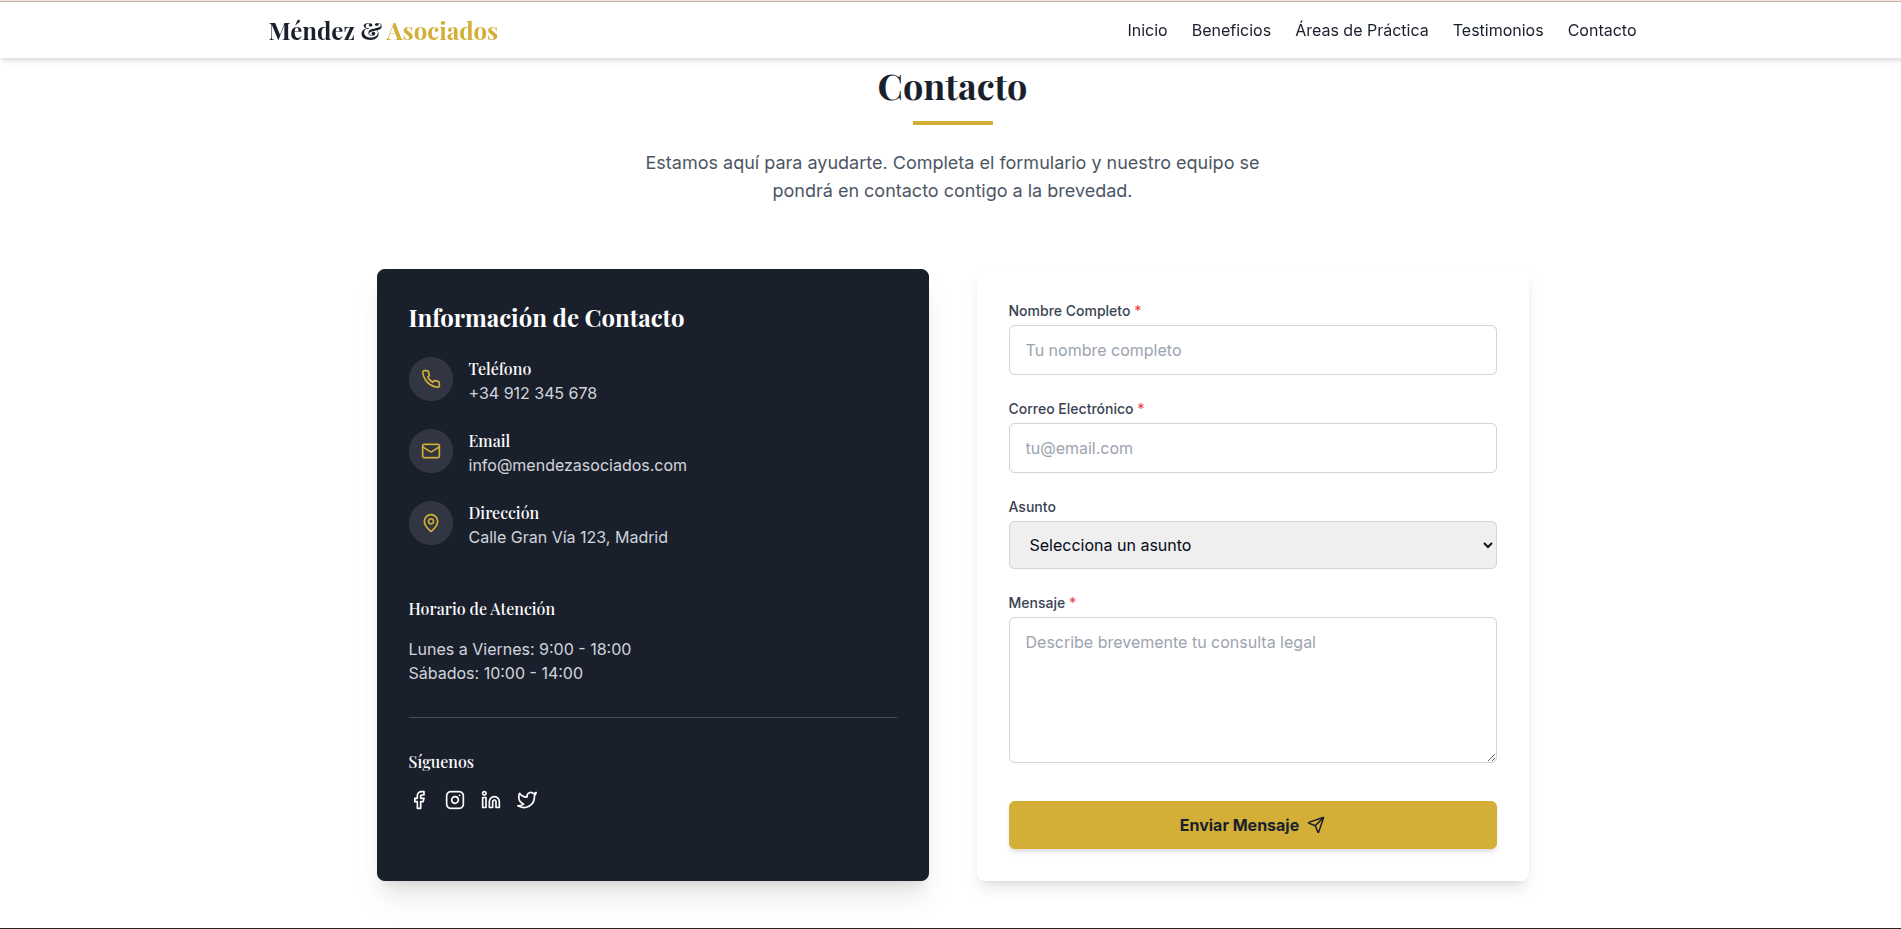 Méndez & Asociados
Inicio Beneficios Áreas de Práctica Testimonios Contacto
Contacto
Estamos aquí para ayudarte. Completa el formulario y nuestro equipo se
pondrá en contacto contigo a la brevedad.
Información de Contacto
Teléfono
+34 912 345 678
Email
info@mendezasociados.com
Dirección
Calle Gran Vía 123, Madrid
Horario de Atención
Lunes a Viernes: 9:00 - 18:00
Sábados: 10:00 - 14:00
Síguenos
Nombre Completo *
Tu nombre completo
Correo Electrónico *
tu@email.com
Asunto
Selecciona un asunto
Mensaje *
Describe brevemente tu consulta legal
Enviar Mensaje